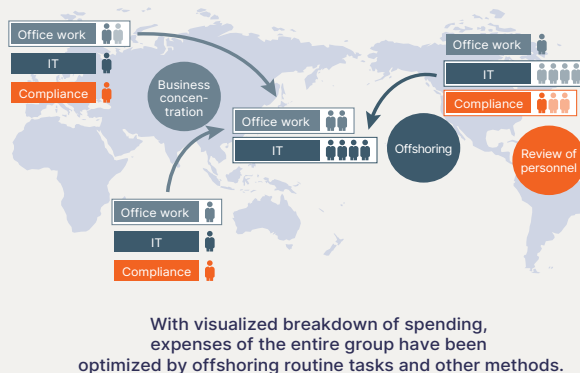 Office work
IT
Compliance
Business
concen-
tration
Office work
IT
Office work
IT
Compliance
Offshoring
Review of
personnel
Office work
IT
Compliance
With visualized breakdown of spending,
expenses of the entire group have been
optimized by offshoring routine tasks and other methods.